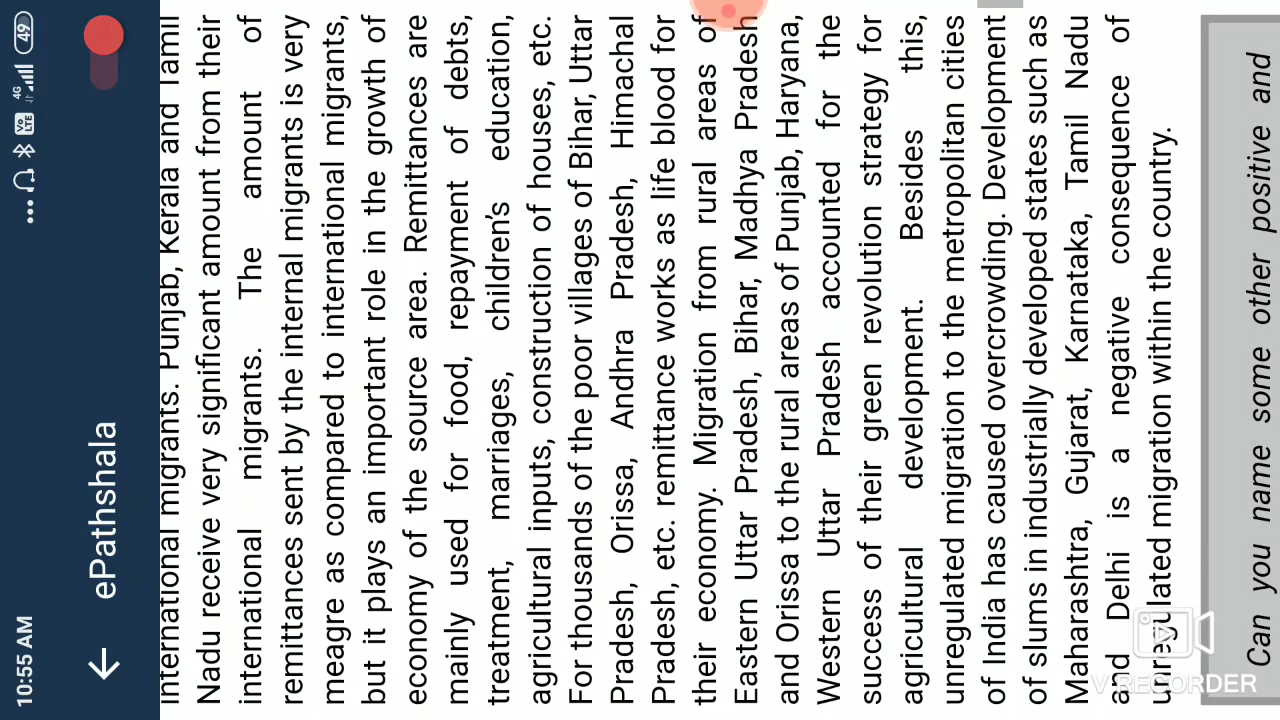 10:55 AM
4G
Vo
LTE
49
ePathshala
international migrants. Punjab, Kerala and Tamil
Nadu receive very significant amount from their
international migrants. The amount of
remittances sent by the internal migrants is very
meagre as compared to international migrants,
but it plays an important role in the growth of
economy of the source area. Remittances are
mainly used for food, repayment of debts,
treatment, marriages, children's education,
agricultural inputs, construction of houses, etc.
For thousands of the poor villages of Bihar, Uttar
Pradesh, Orissa, Andhra Pradesh, Himachal
Pradesh, etc. remittance works as life blood for
their economy. Migration from rural areas of
Eastern Uttar Pradesh, Bihar, Madhya Pradesh
and Orissa to the rural areas of Punjab, Haryana,
Western Uttar Pradesh accounted for the
success of their green revolution strategy for
agricultural development. Besides this,
unregulated migration to the metropolitan cities
of India has caused overcrowding. Development
of slums in industrially developed states such as
Maharashtra, Gujarat, Karnataka, Tamil Nadu
and Delhi is a negative consequence of
unregulated migration within the country.
Can you name some other positive and
V RECORDER